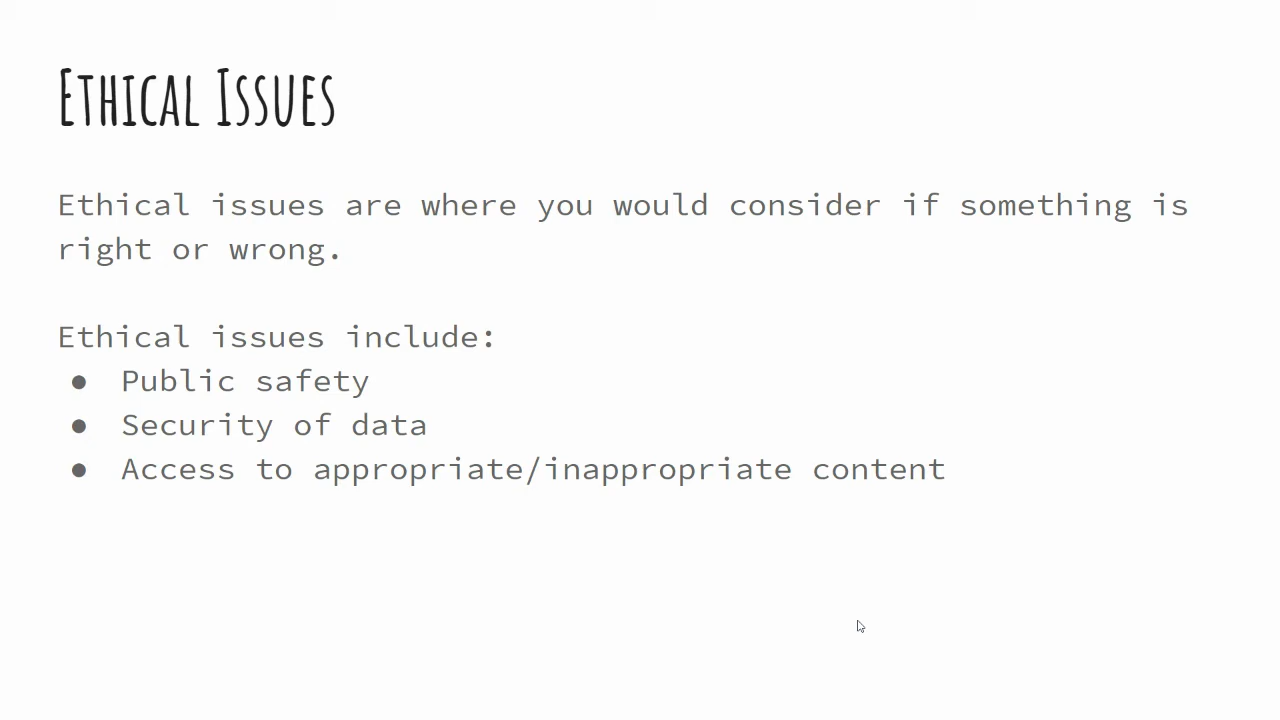 Ethical Issues
Ethical issues are where you would consider if something is
right or wrong.
Ethical issues include:
● Public safety
● Security of data
● Access to appropriate/inappropriate content